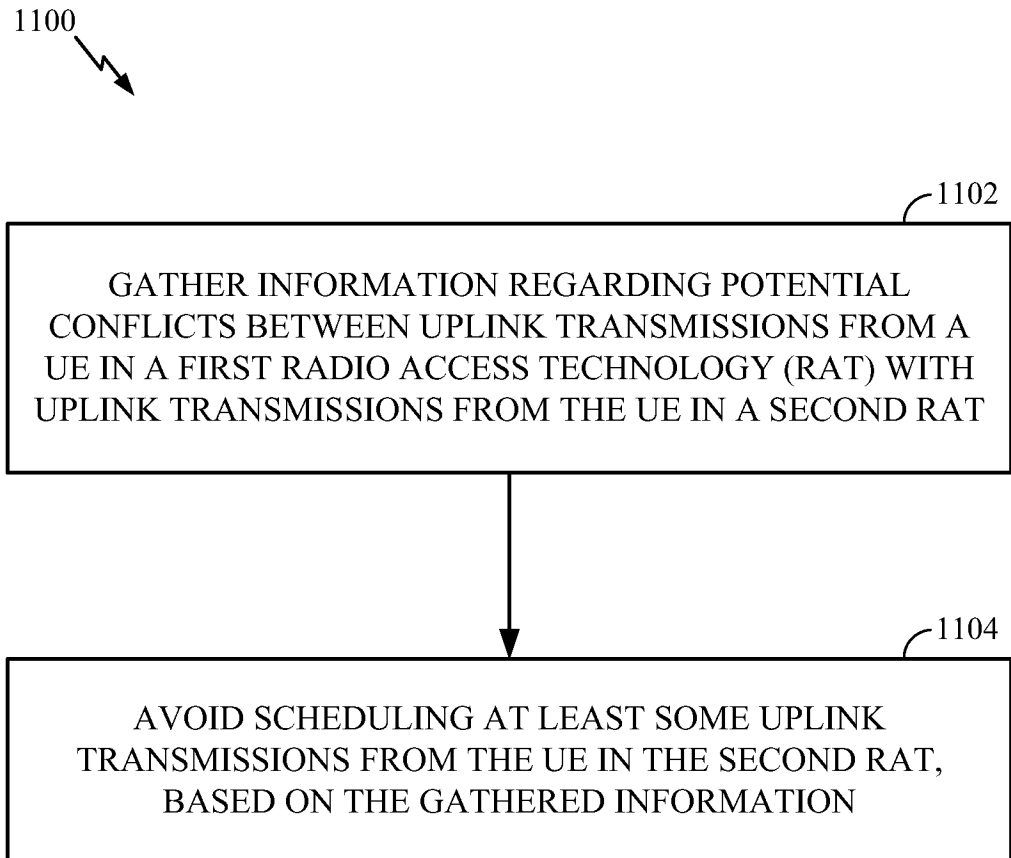 1100
1102
GATHER INFORMATION REGARDING POTENTIAL
CONFLICTS BETWEEN UPLINK TRANSMISSIONS FROM A
UE IN A FIRST RADIO ACCESS TECHNOLOGY (RAT) WITH
UPLINK TRANSMISSIONS FROM THE UE IN A SECOND RAT
1104
AVOID SCHEDULING AT LEAST SOME UPLINK
TRANSMISSIONS FROM THE UE IN THE SECOND RAT,
BASED ON THE GATHERED INFORMATION